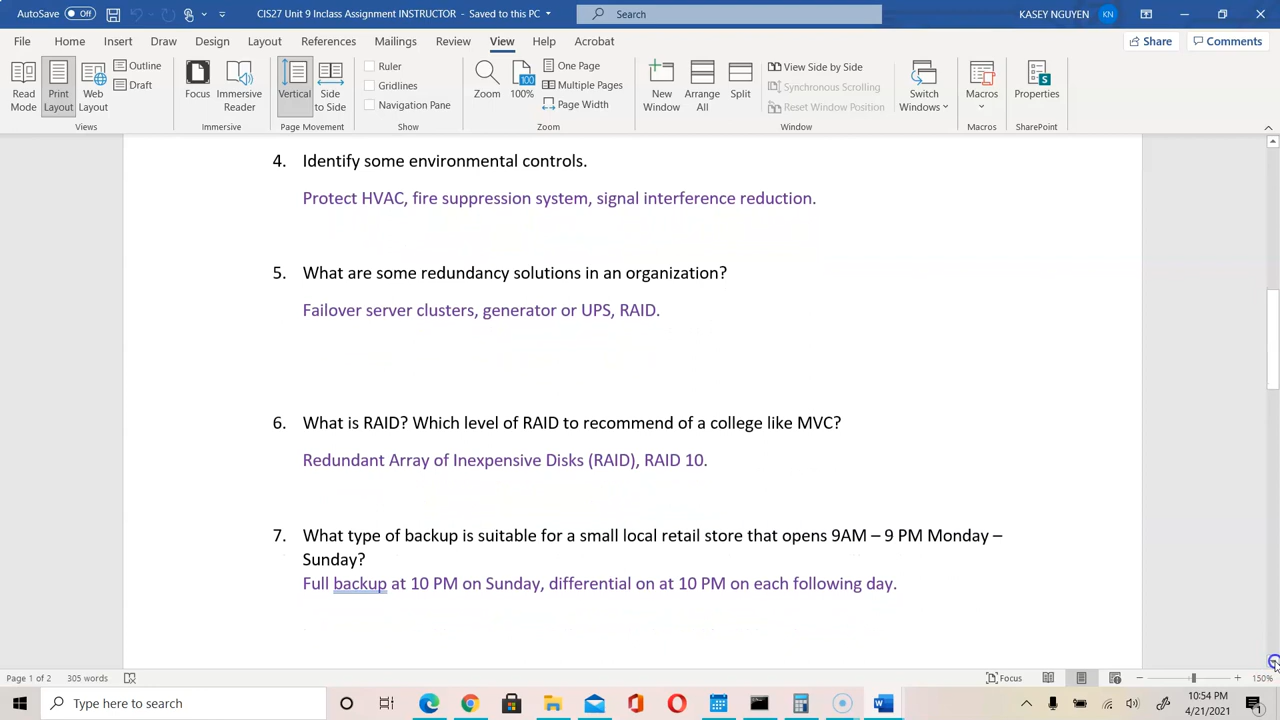 AutoSave Off CIS27 Unit Assignment INSTRUCTOR - Saved to this PC Search KASEY NGUYEN KN
File Home Insert Draw Design Layout References Mailings Review View Help Acrobat Share Comments
Read Mode
Print Layout
Web Layout
Outline
Draft
Views
Focus
Immersive Reader
Immersive
Vertical
Side to Side
Page Movement
Ruler
Gridlines
Navigation Pane
Show
Zoom
100
100%
One Page
Multiple Pages
Page Width
Zoom
New Window
Arrange All
Split
View Side by Side
Synchronous Scrolling
Reset Window Position
Switch Windows
Window
Macros
Macros
Properties
SharePoint
4. Identify some environmental controls.
Protect HVAC, fire suppression system, signal interference reduction.
5. What are some redundancy solutions in an organization?
Failover server clusters, generator or UPS, RAID.
6. What is RAID? Which level of RAID to recommend of a college like MVC?
Redundant Array of Inexpensive Disks (RAID), RAID 10.
7. What type of backup is suitable for a small local retail store that opens 9AM – 9 PM Monday –
Sunday?
Full backup at 10 PM on Sunday, differential on at 10 PM on each following day.
Page 1 of 2 305 words Focus 150%
Type here to search
10:54 PM
4/21/2021